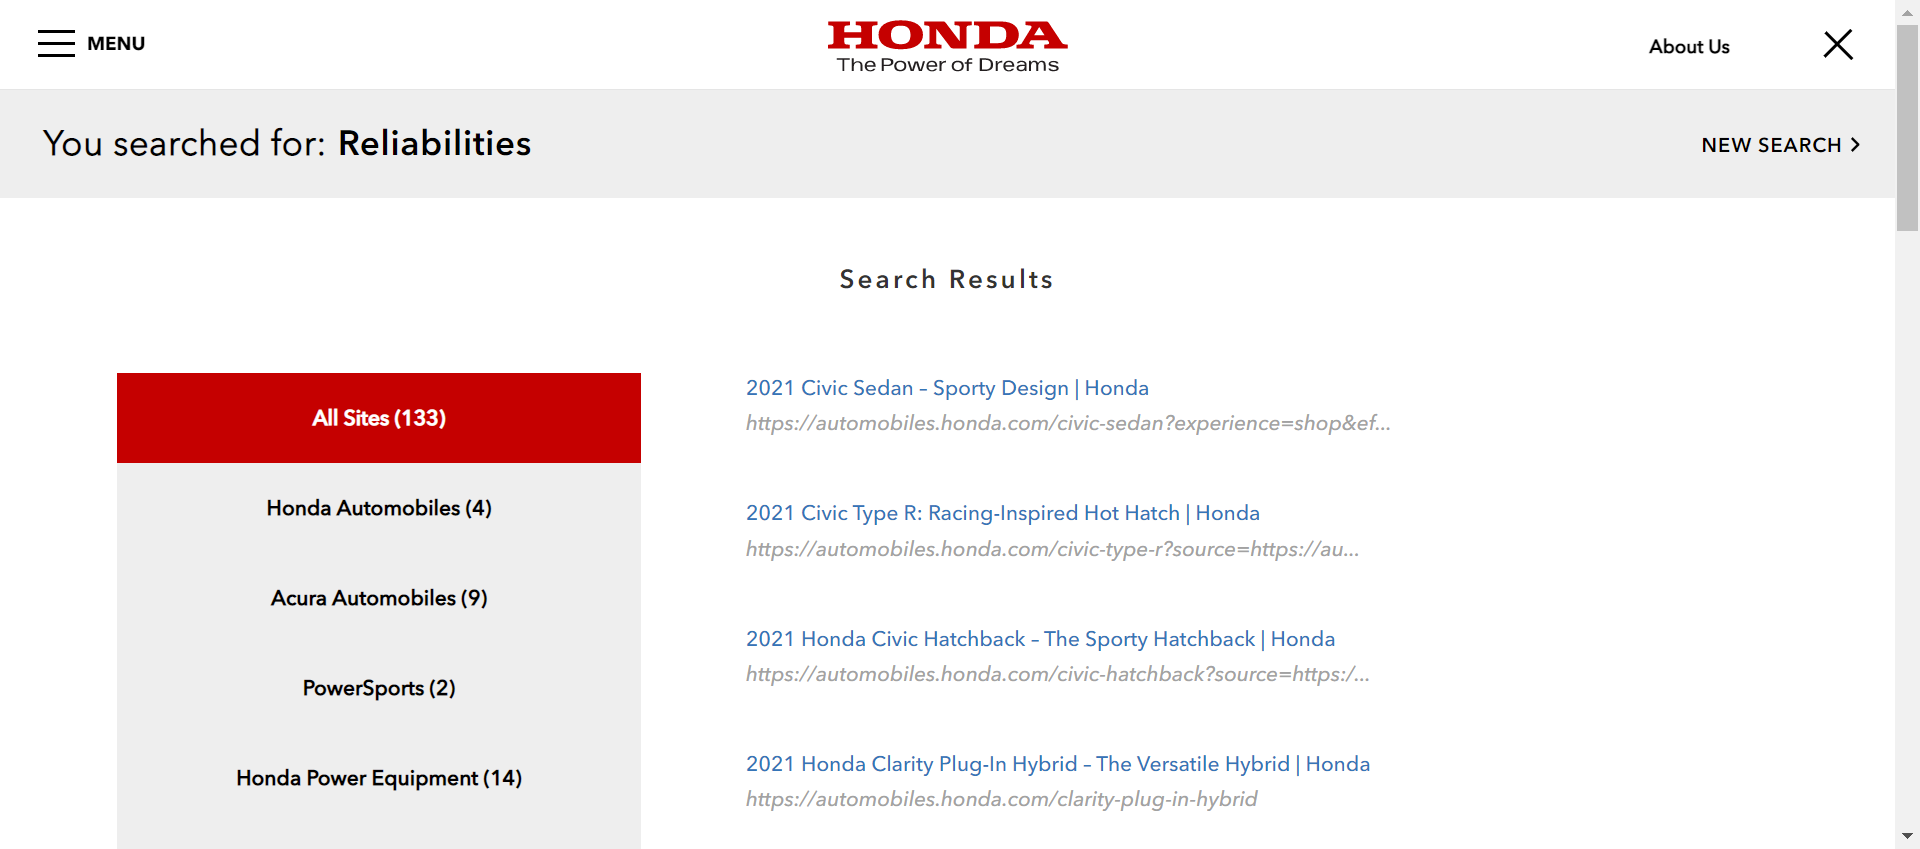 MENU
HONDA
The Power of Dreams
About Us
You searched for: Reliabilities
NEW SEARCH
Search Results
All Sites (133)
Honda Automobiles (4)
Acura Automobiles (9)
PowerSports (2)
Honda Power Equipment (14)
2021 Civic Sedan – Sporty Design | Honda
https://automobiles.honda.com/civic-sedan?experience=shop&ef...
2021 Civic Type R: Racing-Inspired Hot Hatch | Honda
https://automobiles.honda.com/civic-type-r?source=https://au...
2021 Honda Civic Hatchback – The Sporty Hatchback | Honda
https://automobiles.honda.com/civic-hatchback?source=https:/...
2021 Honda Clarity Plug-In Hybrid – The Versatile Hybrid | Honda
https://automobiles.honda.com/clarity-plug-in-hybrid